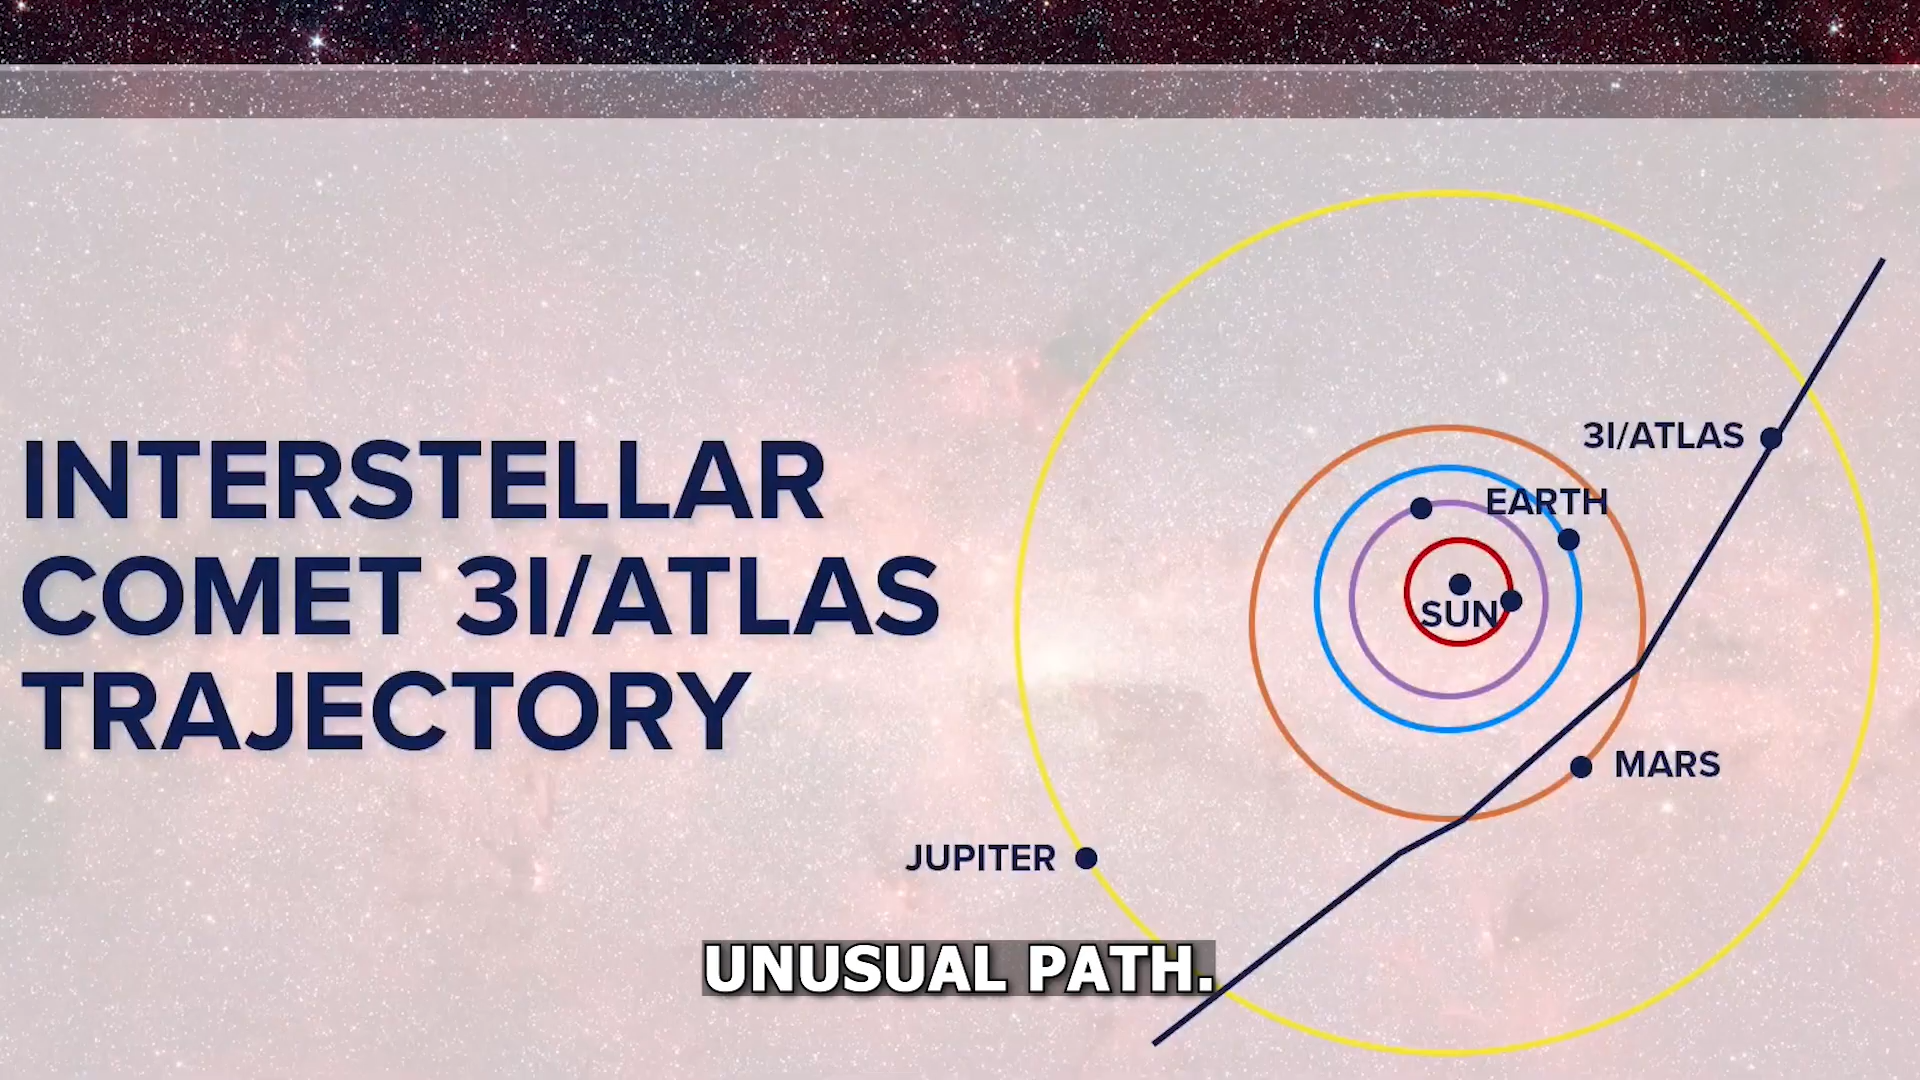 INTERSTELLAR
COMET 3I/ATLAS
TRAJECTORY
3I/ATLAS
EARTH
SUN
MARS
JUPITER
UNUSUAL PATH.